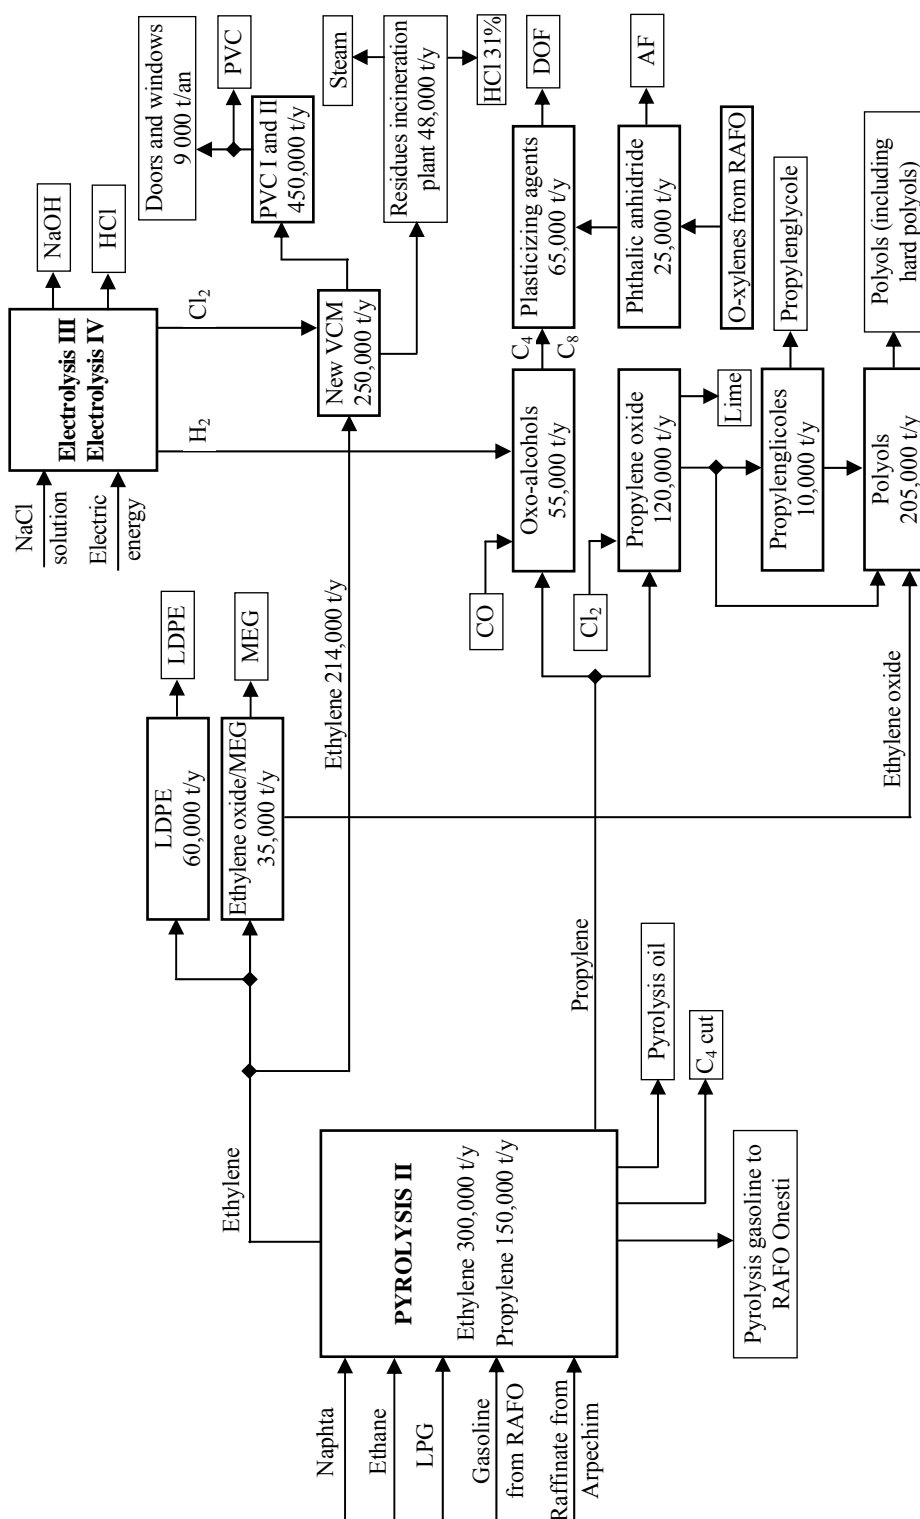 Naphta
Ethane
LPG
Gasoline
from RAFO
Raffinate from
Arpechim
PYROLYSIS II
Ethylene 300,000 t/y
Propylene 150,000 t/y
Pyrolysis gasoline to
RAFO Onesti
C₄ cut
Pyrolysis oil
Ethylene
Propylene
LDPE
60,000 t/y
LDPE
Ethylene oxide/MEG
35,000 t/y
MEG
Ethylene 214,000 t/y
Ethylene oxide
NaCl
solution
Electric
energy
Electrolysis III
Electrolysis IV
NaOH
HCl
H₂
Cl₂
New VCM
250,000 t/y
PVC I and II
450,000 t/y
Doors and windows
9 000 t/an
PVC
Residues incineration
plant 48,000 t/y
Steam
HCl 31%
CO
Oxo-alcohols
55,000 t/y
C₄
C₈
Plasticizing agents
65,000 t/y
DOF
Cl₂
Propylene oxide
120,000 t/y
Lime
Phthalic anhidride
25,000 t/y
AF
O-xylenes from RAFO
Propylenglicoles
10,000 t/y
Propylenglycole
Polyols
205,000 t/y
Polyols (including
hard polyols)